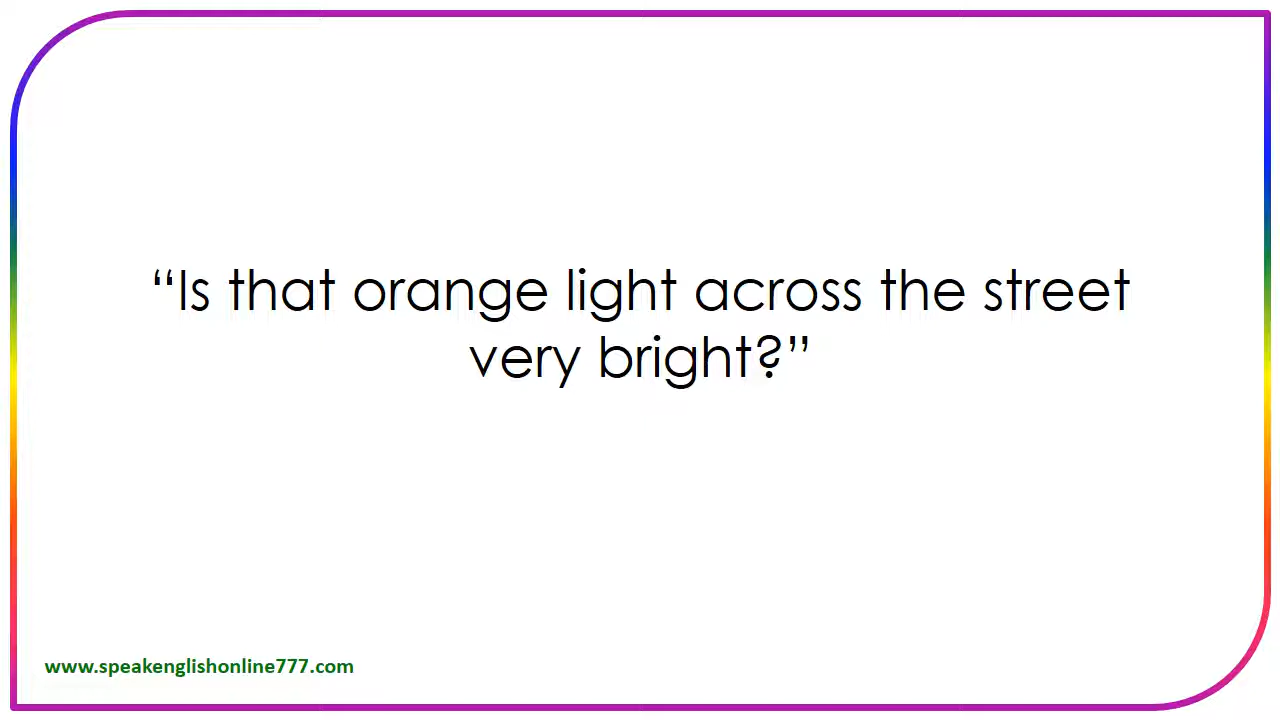 “Is that orange light across the street
very bright?”
www.speakenglishonline777.com